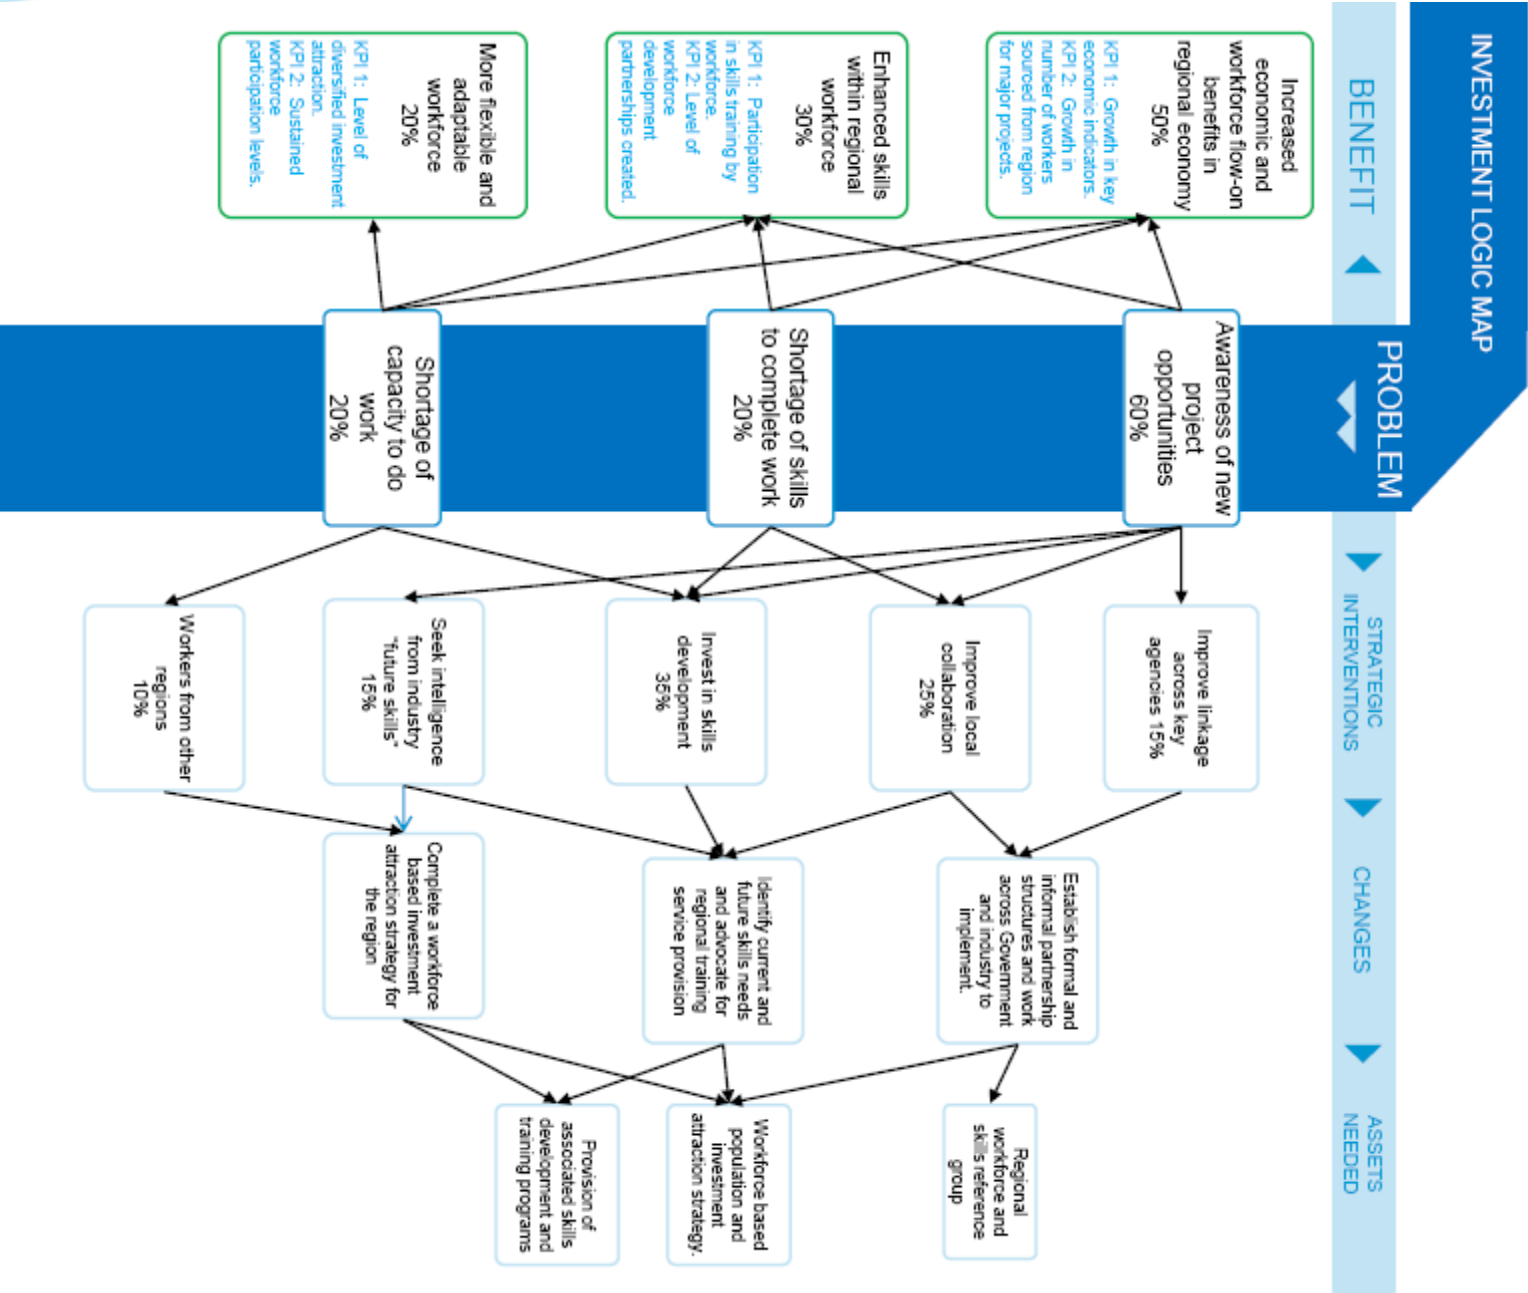 INVESTMENT LOGIC MAP
BENEFIT
PROBLEM
STRATEGIC
INTERVENTIONS
CHANGES
ASSETS
NEEDED
Increased
economic and
workforce flow-on
benefits in
regional economy
50%
KPI 1: Growth in key
economic indicators.
KPI 2: Growth in
number of workers
sourced from region
for major projects.
Enhanced skills
within regional
workforce
30%
KPI 1: Participation
in skills training by
workforce.
KPI 2: Level of
workforce
development
partnerships created.
More flexible and
adaptable
workforce
20%
KPI 1: Level of
diversified investment
attraction.
KPI 2: Sustained
workforce
participation levels.
Awareness of new
project
opportunities
60%
Shortage of skills
to complete work
20%
Shortage of
capacity to do
work
20%
Improve linkage
across key
agencies 15%
Improve local
collaboration
25%
Invest in skills
development
35%
Seek intelligence
from industry
"future skills"
15%
Workers from other
regions
10%
Establish formal and
informal partnership
structures and work
across Government
and industry to
implement.
Identify current and
future skills needs
and advocate for
regional training
service provision
Complete a workforce
based investment
attraction strategy for
the region
Regional
workforce and
skills reference
group
Workforce based
population and
investment
attraction strategy.
Provision of
associated skills
development and
training programs